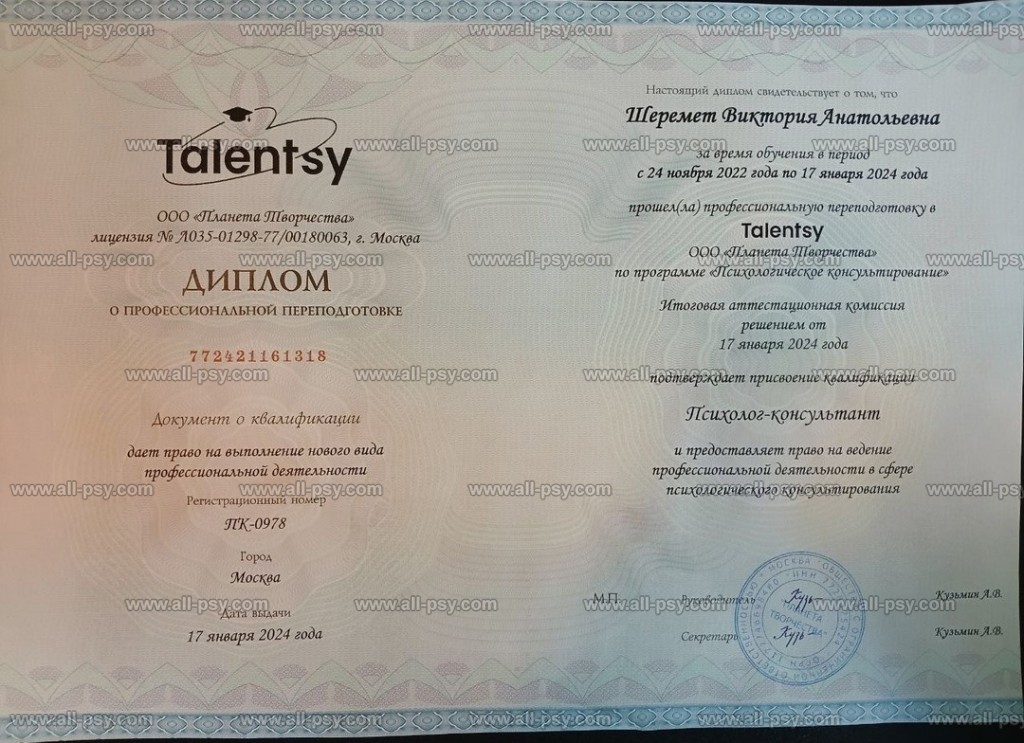 Talentsy
ООО «Планета Творчества»
лицензия № Л035-01298-77/00180063, г. Москва
ДИПЛОМ
О ПРОФЕССИОНАЛЬНОЙ ПЕРЕПОДГОТОВКЕ
772421161318
Документ о квалификации
дает право на выполнение нового вида
профессиональной деятельности
Регистрационный номер
ПК-0978
Город
Москва
Дата выдачи
17 января 2024 года
Настоящий диплом свидетельствует о том, что
Шеремет Виктория Анатольевна
за время обучения в период
с 24 ноября 2022 года по 17 января 2024 года
прошел(ла) профессиональную переподготовку в
Talentsy
ООО «Планета Творчества»
по программе «Психологическое консультирование»
Итоговая аттестационная комиссия
решением от
17 января 2024 года
подтверждает присвоение квалификации
Психолог-консультант
и предоставляет право на ведение
профессиональной деятельности в сфере
психологического консультирования
М.П.
Руководитель
Кузьмин А.В.
Секретарь
Кузьмин А.В.
ПЛАНЕТА
ТВОРЧЕСТВА
www.all-psy.com